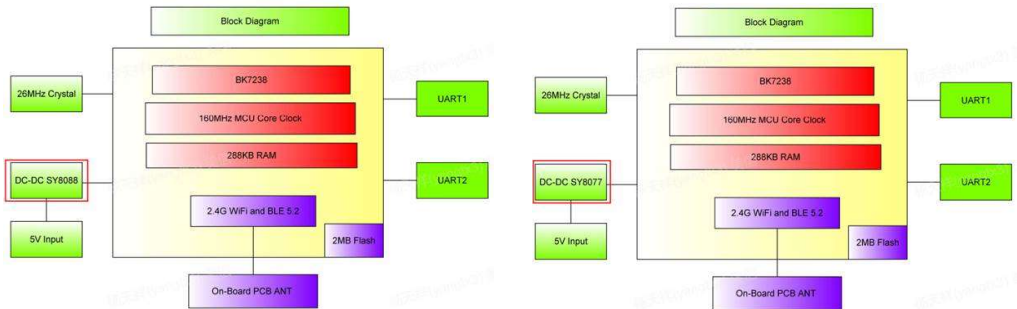 Block Diagram
BK7238
26MHz Crystal
UART1
160MHz MCU Core Clock
288KB RAM
DC-DC SY8088
UART2
2.4G WiFi and BLE 5.2
5V Input
2MB Flash
On-Board PCB ANT
Block Diagram
BK7238
26MHz Crystal
UART1
160MHz MCU Core Clock
288KB RAM
DC-DC SY8077
UART2
2.4G WiFi and BLE 5.2
5V Input
2MB Flash
On-Board PCB ANT